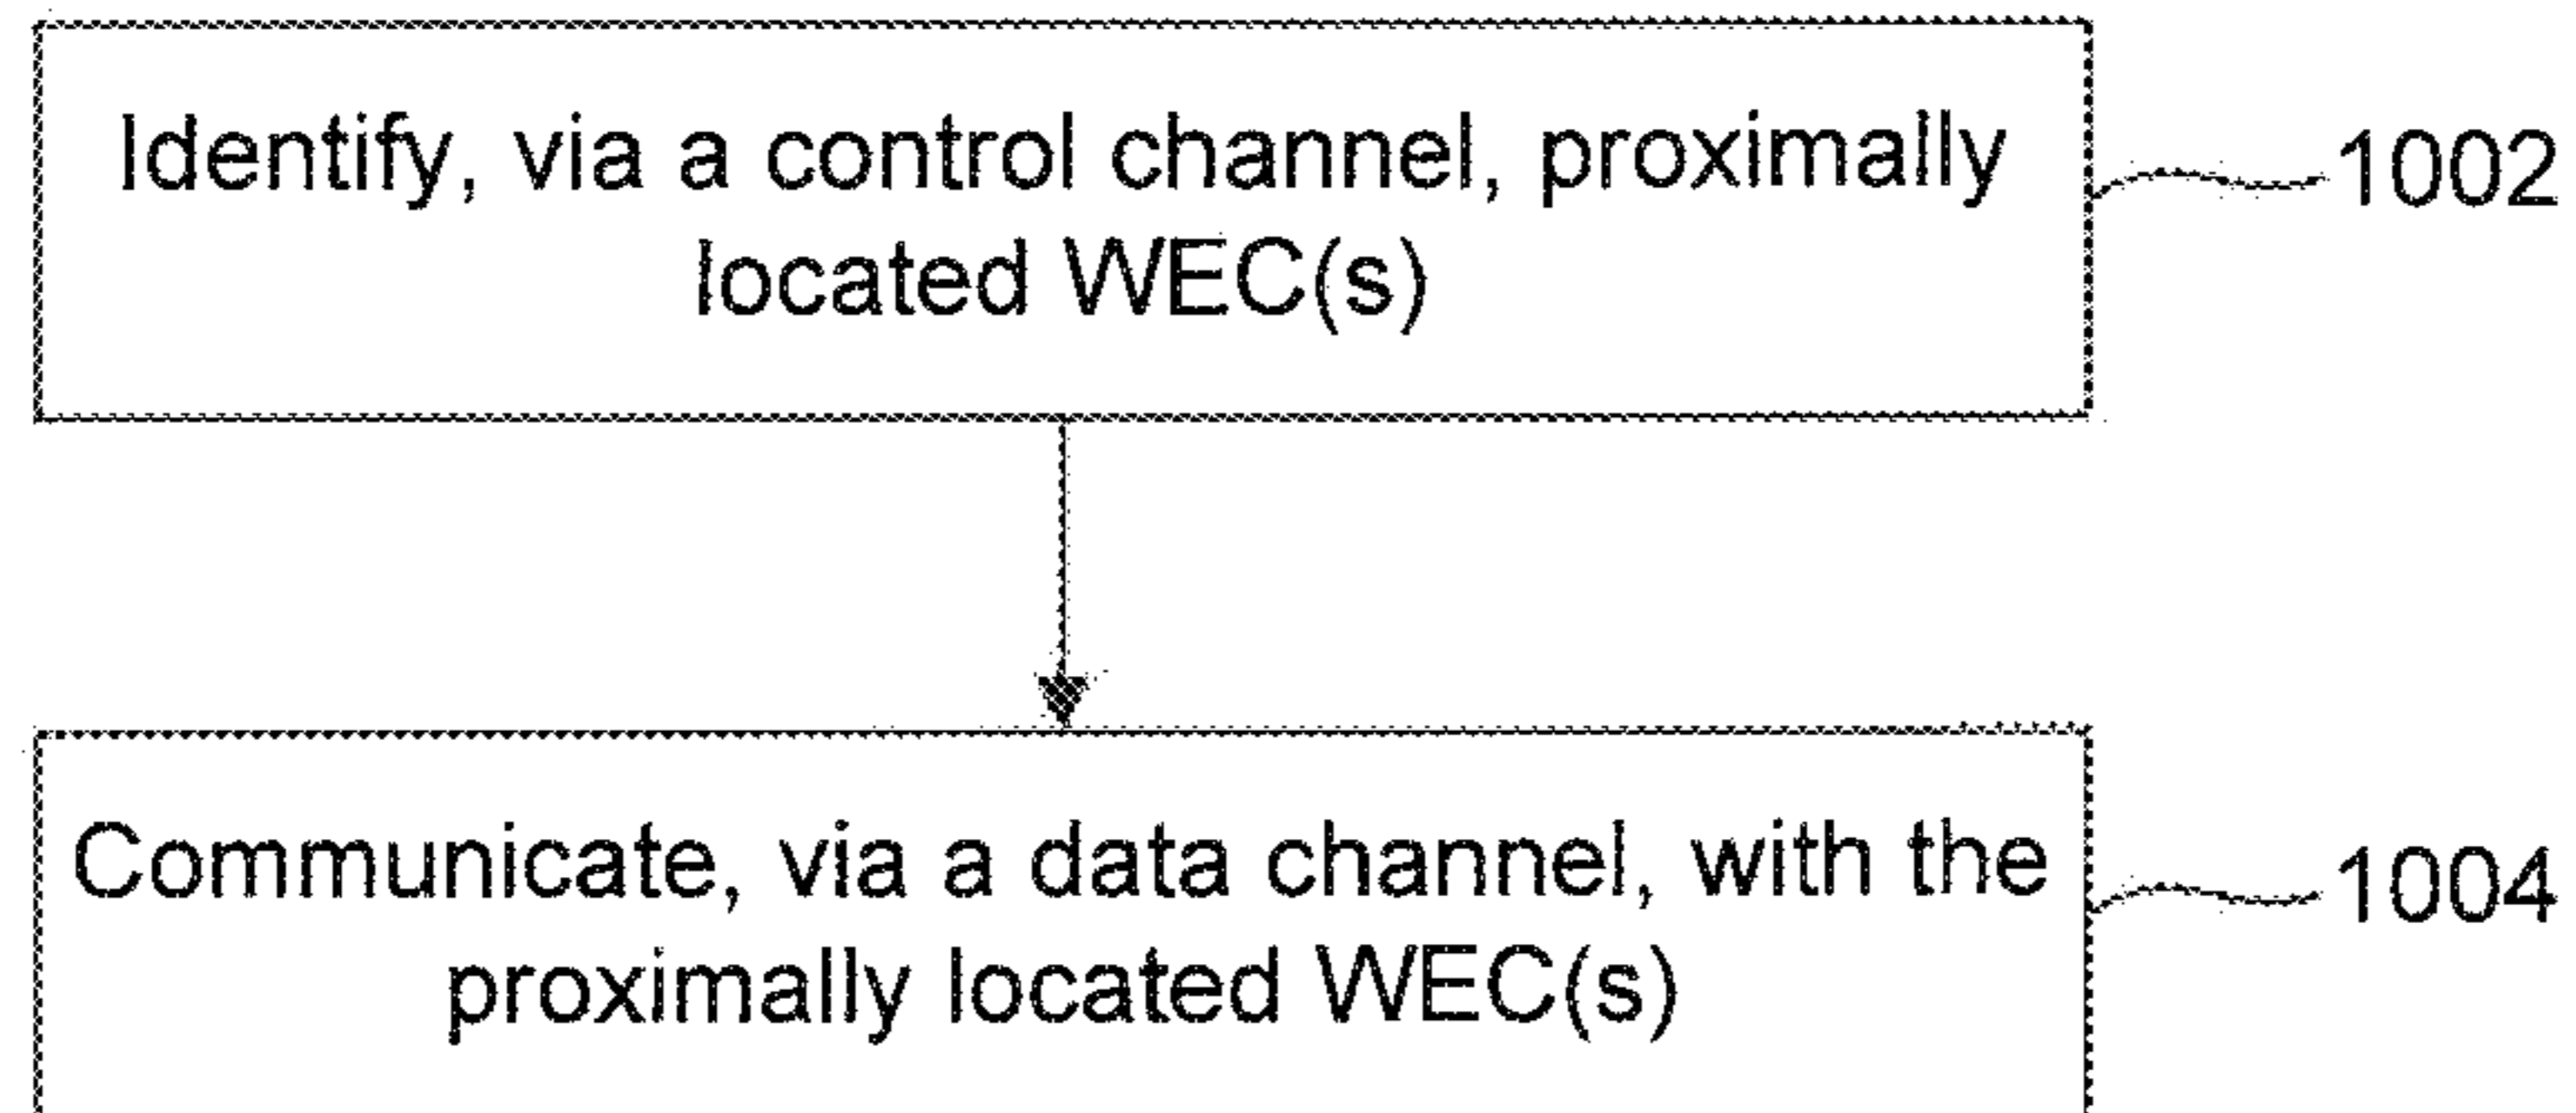 Identify, via a control channel, proximally
located WEC(s)
1002
Communicate, via a data channel, with the
proximally located WEC(s)
1004